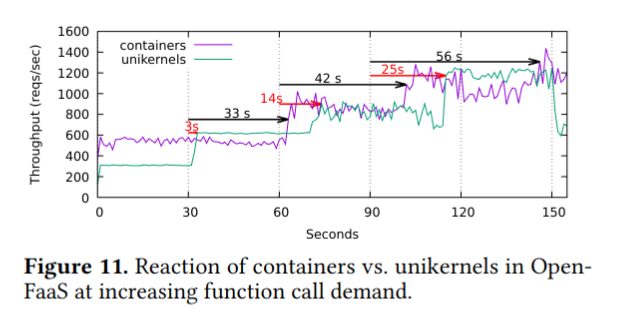 1600
1400
1200
1000
800
600
400
200
0
Throughput (reqs/sec)
containers
unikernels
3s
33 s
14s
42 s
25s
56 s
0 30 60 90 120 150
Seconds
Figure 11. Reaction of containers vs. unikernels in Open-
FaaS at increasing function call demand.